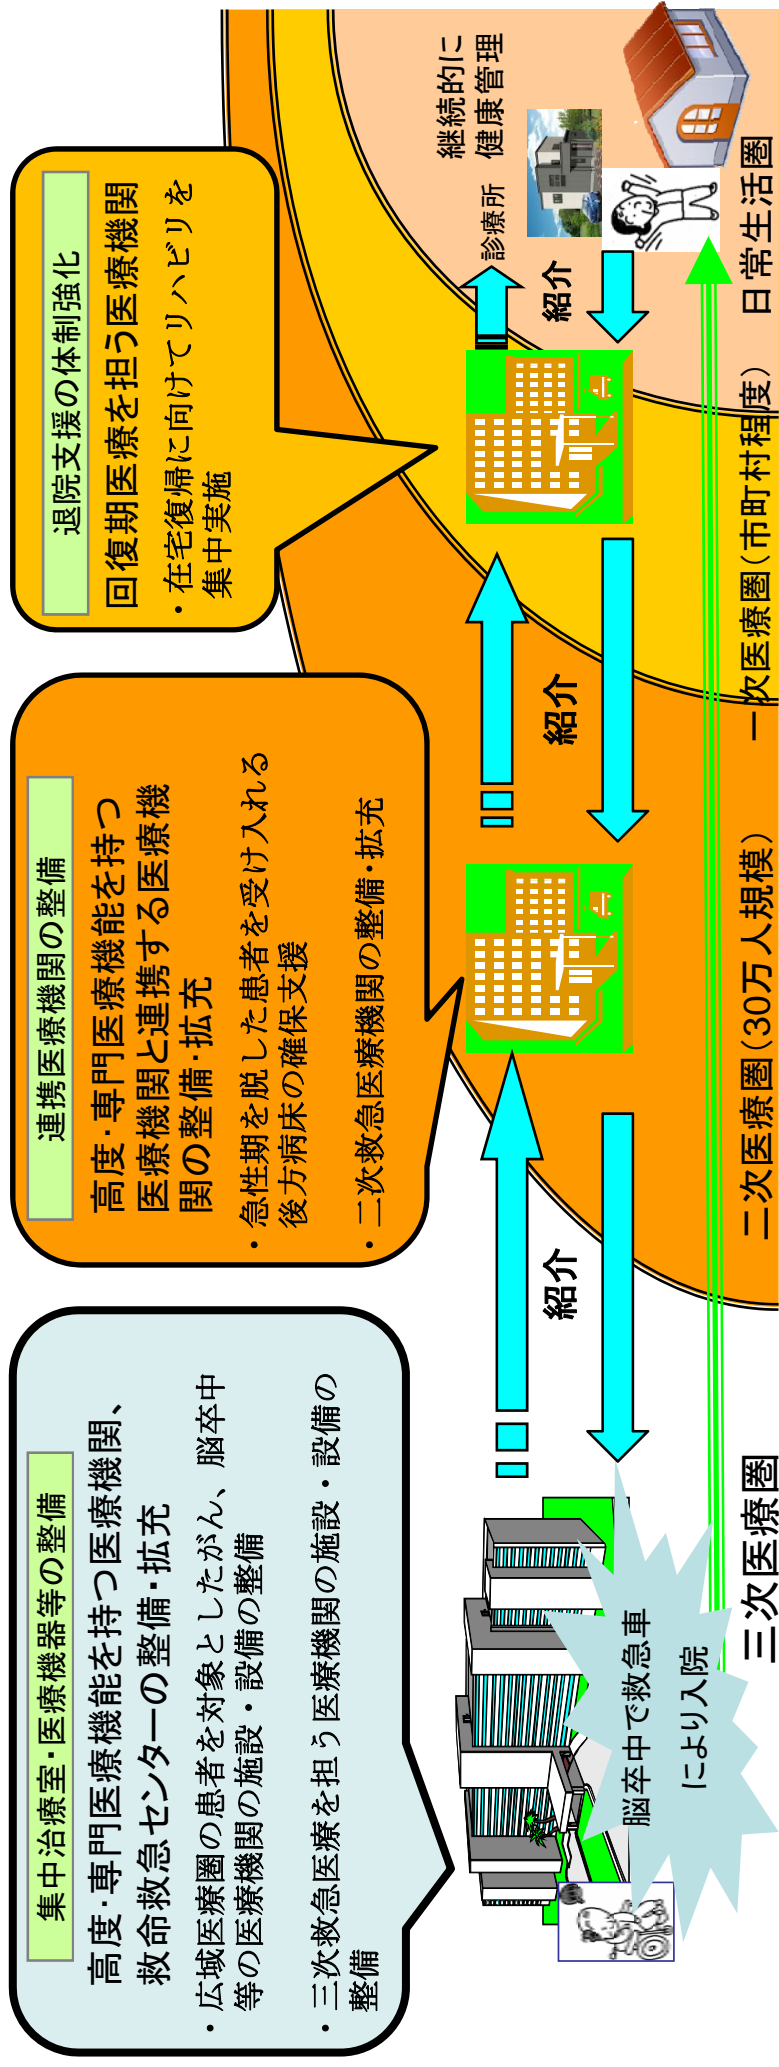 集中治療室・医療機器等の整備
高度・専門医療機能を持つ医療機関、
救命救急センターの整備・拡充
・広域医療圏の患者を対象としたがん、脳卒中
等の医療機関の施設・設備の整備
・三次救急医療を担う医療機関の施設・設備の
整備
連携医療機関の整備
高度・専門医療機能を持つ
医療機関と連携する医療機
関の整備・拡充
・急性期を脱した患者を受け入れる
後方病床の確保支援
・二次救急医療機関の整備・拡充
退院支援の体制強化
回復期医療を担う医療機関
・在宅復帰に向けてリハビリを
集中実施
紹介
紹介
紹介
診療所
継続的に
健康管理
脳卒中で救急車
により入院
三次医療圏
二次医療圏(30万人規模)
一次医療圏(市町村程度)
日常生活圏